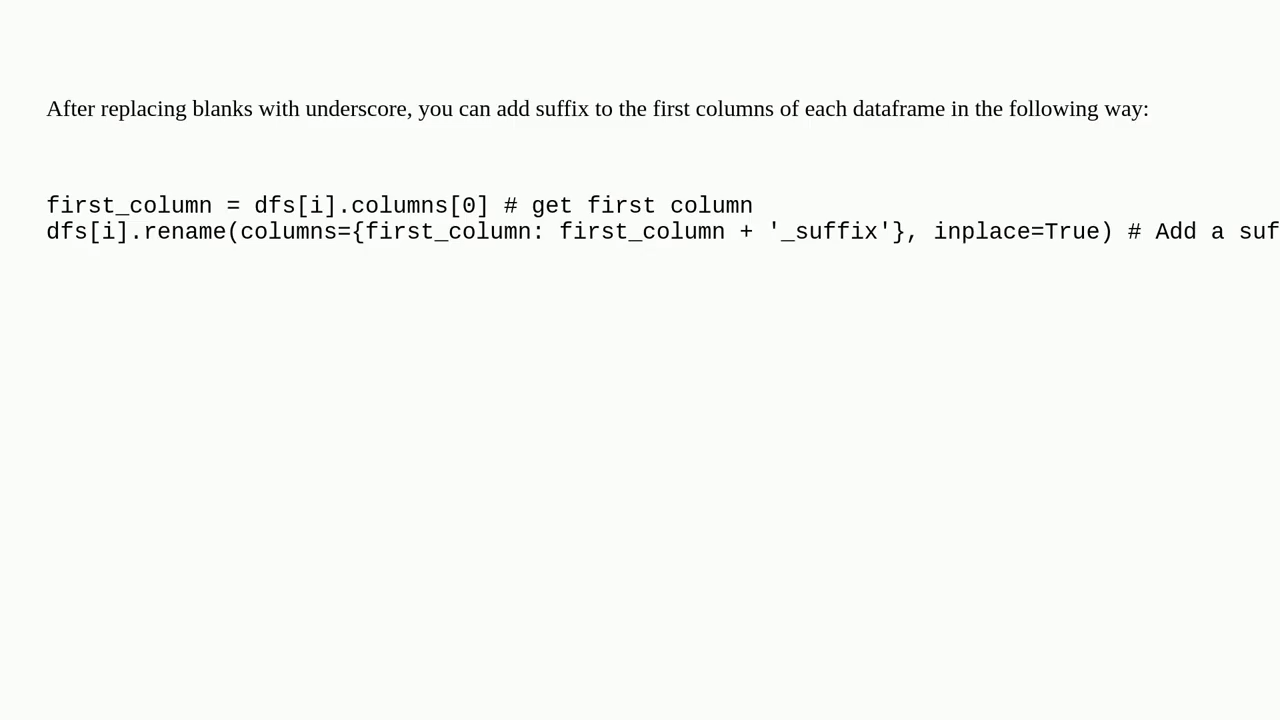 After replacing blanks with underscore, you can add suffix to the first columns of each dataframe in the following way:
first_column = dfs[i].columns[0] # get first column
dfs[i].rename(columns={first_column: first_column + '_suffix'}, inplace=True) # Add a suf